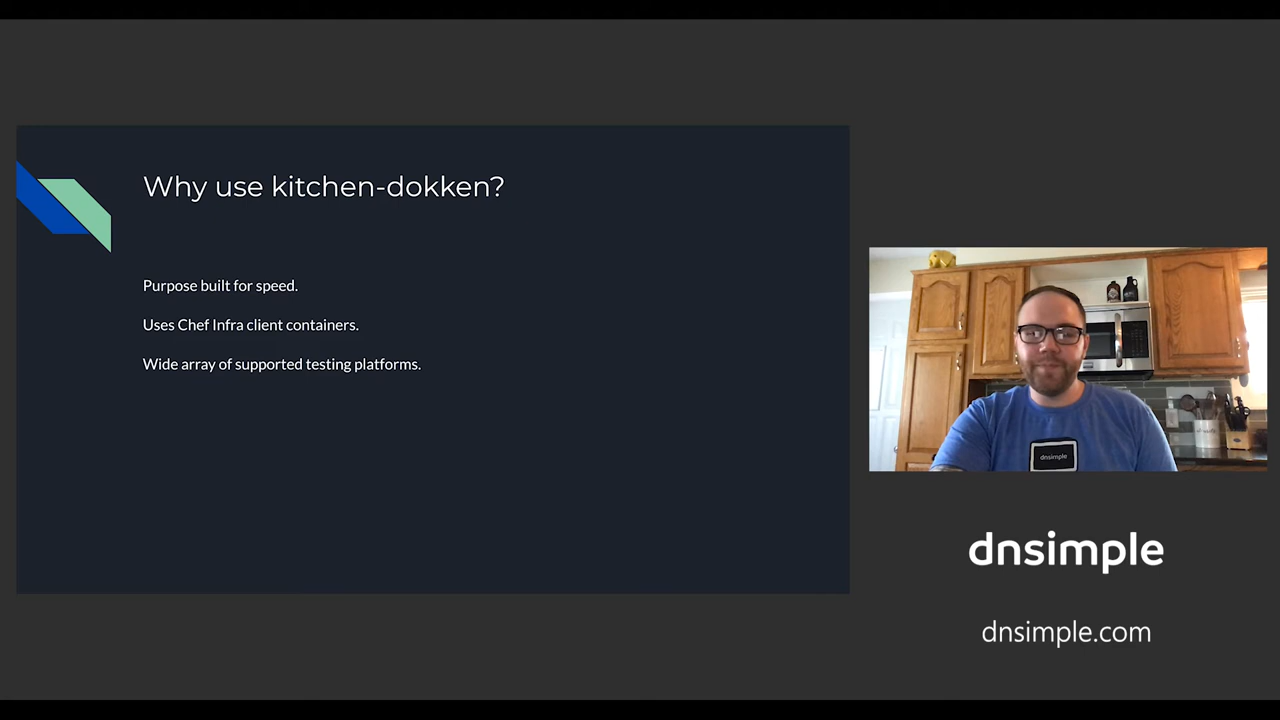 Why use kitchen-dokken?
Purpose built for speed.
Uses Chef Infra client containers.
Wide array of supported testing platforms.
dnsimple
dnsimple
dnsimple.com